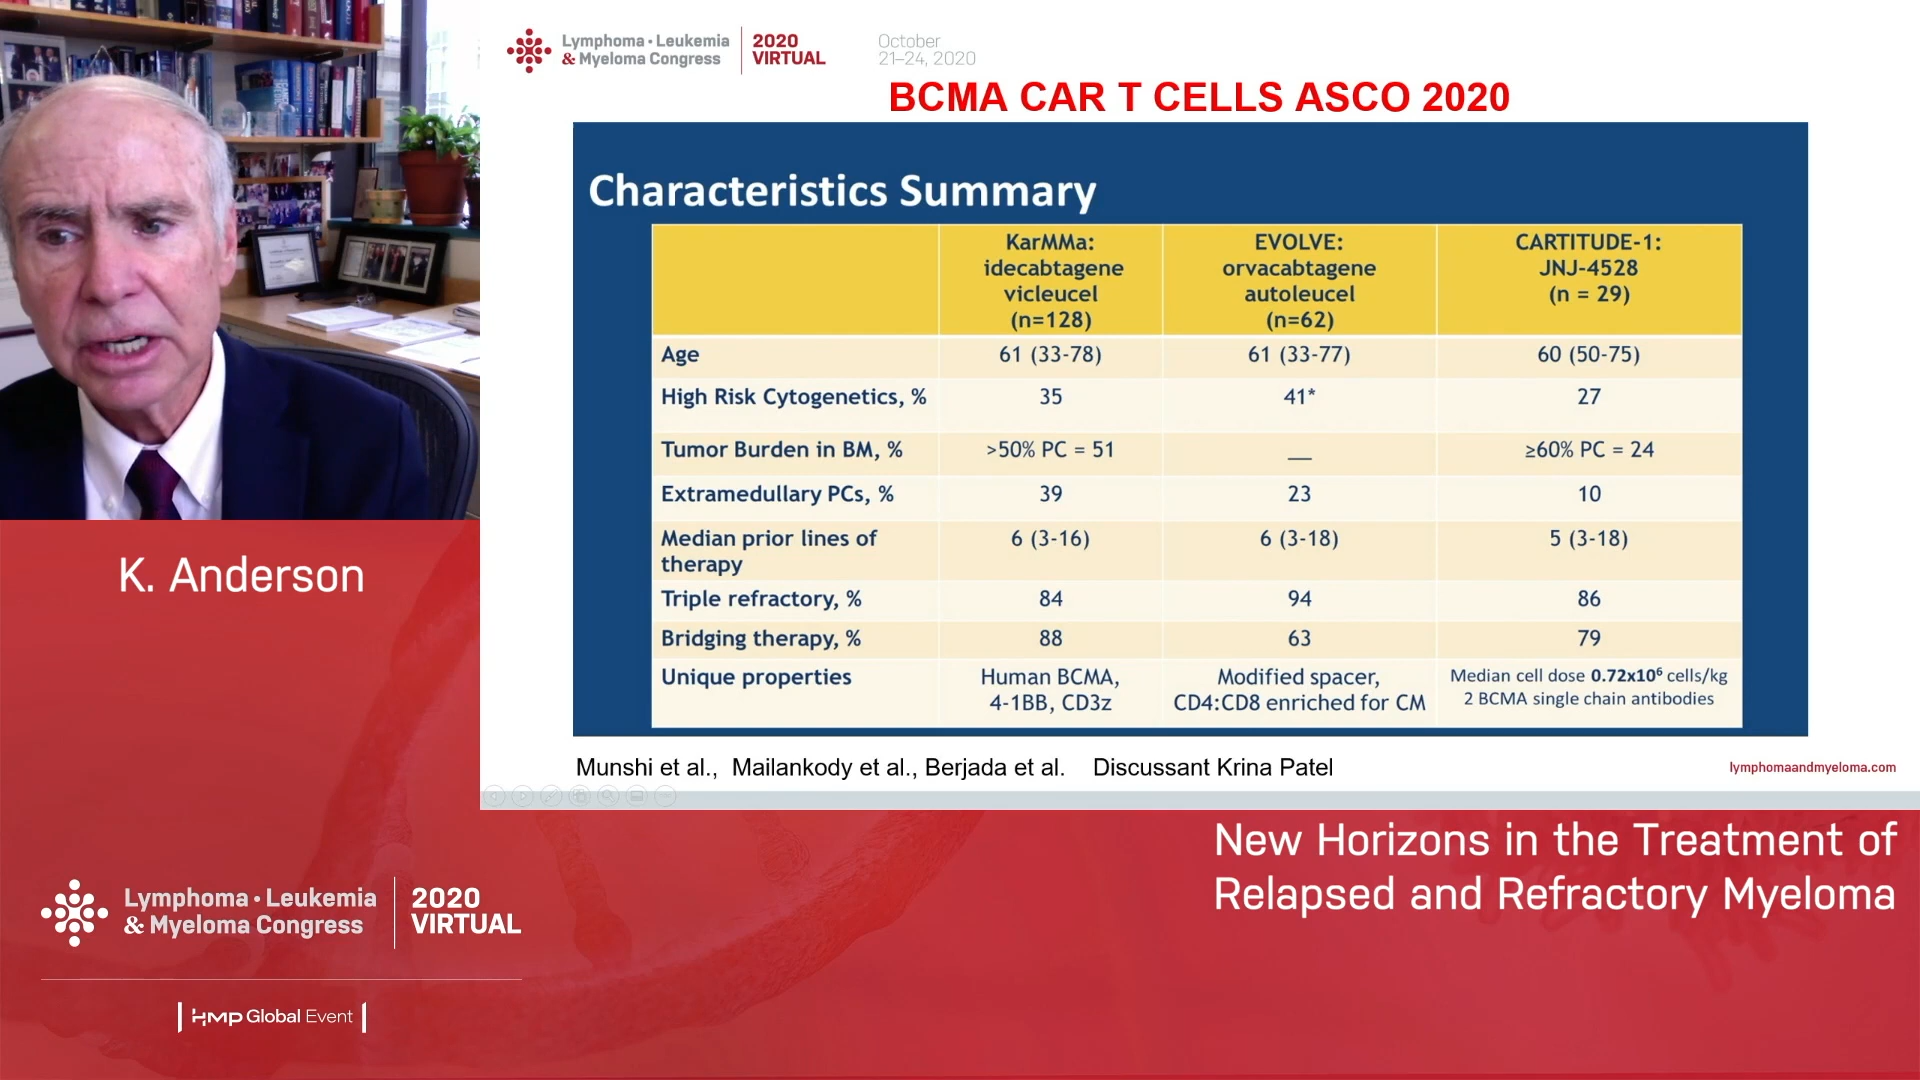 Lymphoma • Leukemia
& Myeloma Congress
2020
VIRTUAL
October
21–24, 2020
BCMA CAR T CELLS ASCO 2020
Characteristics Summary
KarMMa:
idecabtagene
vicleucel
(n=128)
EVOLVE:
orvacabtagene
autoleucel
(n=62)
CARTITUDE-1:
JNJ-4528
(n = 29)
Age 61 (33-78) 61 (33-77) 60 (50-75)
High Risk Cytogenetics, % 35 41* 27
Tumor Burden in BM, % >50% PC = 51 __ ≥60% PC = 24
Extramedullary PCs, % 39 23 10
Median prior lines of
therapy
6 (3-16) 6 (3-18) 5 (3-18)
Triple refractory, % 84 94 86
Bridging therapy, % 88 63 79
Unique properties
Human BCMA,
4-1BB, CD3z
Modified spacer,
CD4:CD8 enriched for CM
Median cell dose 0.72x10⁶ cells/kg
2 BCMA single chain antibodies
Munshi et al., Mailankody et al., Berjada et al. Discussant Krina Patel
lymphomaandmyeloma.com
K. Anderson
New Horizons in the Treatment of
Relapsed and Refractory Myeloma
Lymphoma • Leukemia
& Myeloma Congress
2020
VIRTUAL
HMP Global Event